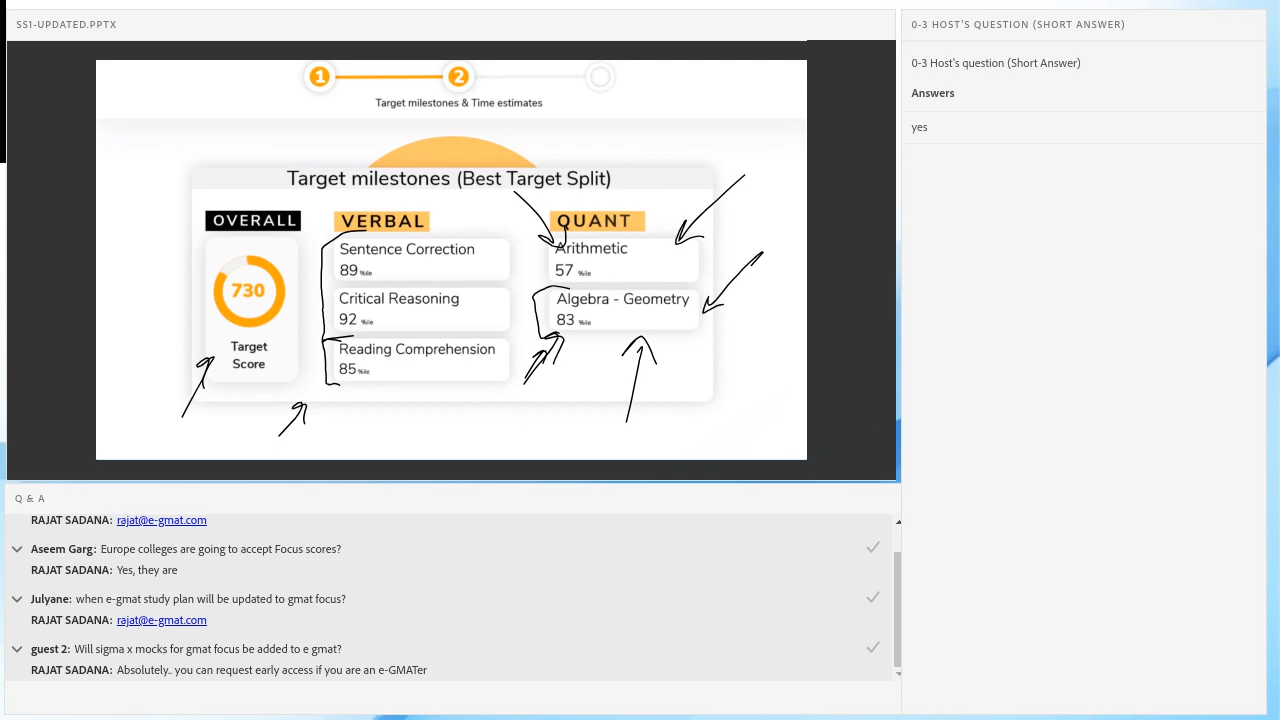 SS1-UPDATED.PPTX
1
2
Target milestones & Time estimates
Target milestones (Best Target Split)
OVERALL
730
Target
Score
VERBAL
Sentence Correction
89 %ile
Critical Reasoning
92 %ile
Reading Comprehension
85 %ile
QUANT
Arithmetic
57 %ile
Algebra - Geometry
83 %ile
Q & A
RAJAT SADANA: rajat@e-gmat.com
Aseem Garg: Europe colleges are going to accept Focus scores?
RAJAT SADANA: Yes, they are
Julyane: when e-gmat study plan will be updated to gmat focus?
RAJAT SADANA: rajat@e-gmat.com
guest 2: Will sigma x mocks for gmat focus be added to e gmat?
RAJAT SADANA: Absolutely.. you can request early access if you are an e-GMATer
0-3 HOST'S QUESTION (SHORT ANSWER)
0-3 Host's question (Short Answer)
Answers
yes